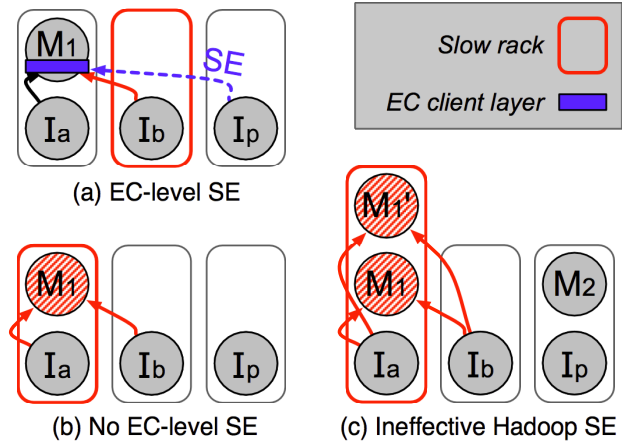 M1
SE
Ia
Ib
Ip
(a) EC-level SE
Slow rack
EC client layer
M1
Ia
Ib
Ip
(b) No EC-level SE
M1'
M1
M2
Ia
Ib
Ip
(c) Ineffective Hadoop SE